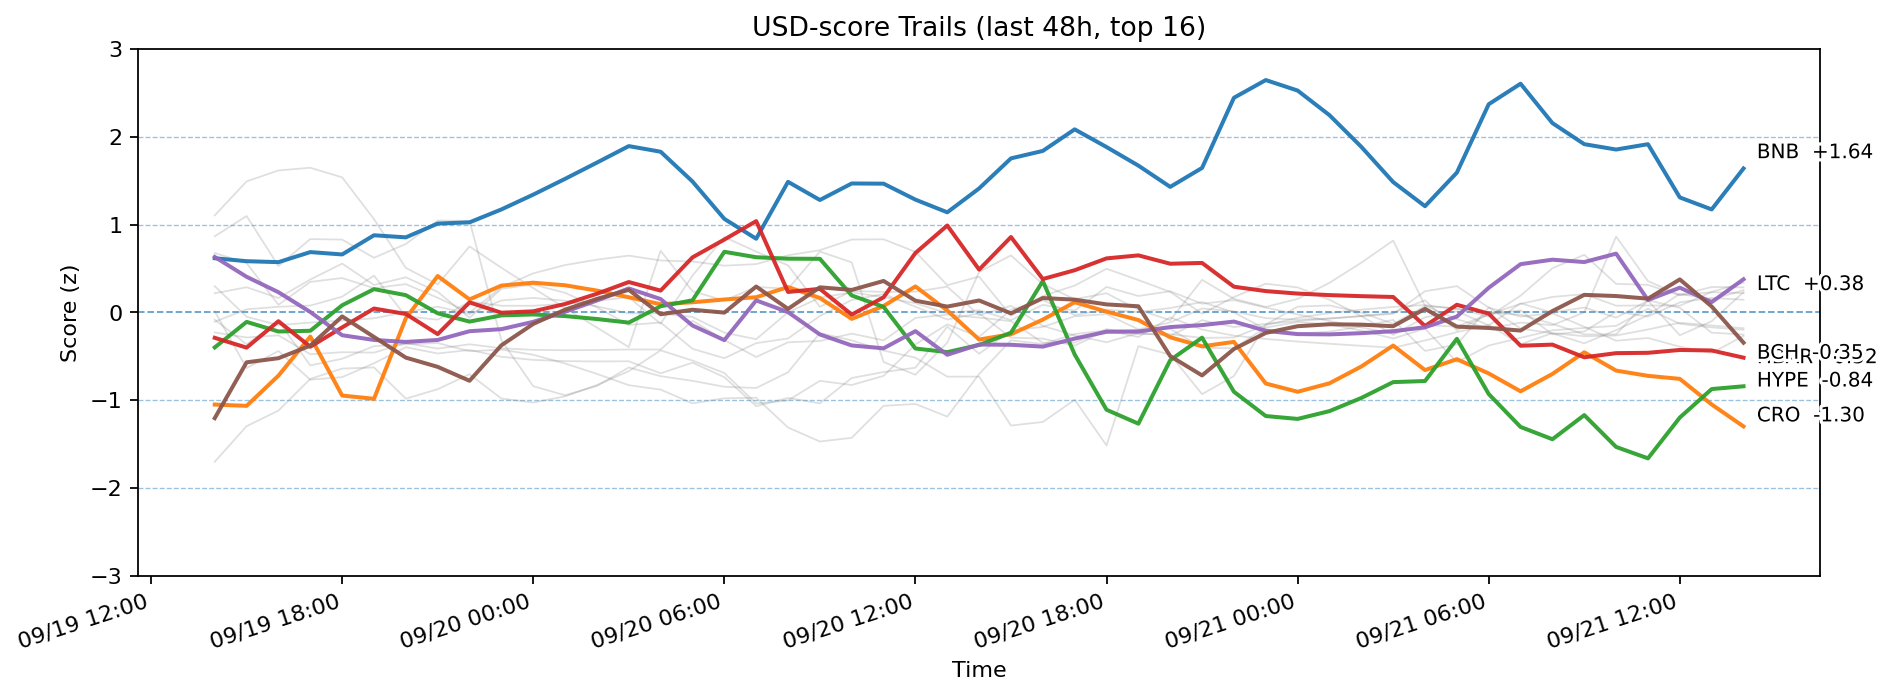 USD-score Trails (last 48h, top 16)
Score (z)
3
2
1
0
−1
−2
−3
BNB +1.64
LTC +0.38
BCH -0.35
HYPE -0.84
CRO -1.30
09/19 12:00
09/19 18:00
09/20 00:00
09/20 06:00
09/20 12:00
09/20 18:00
09/21 00:00
09/21 06:00
09/21 12:00
Time